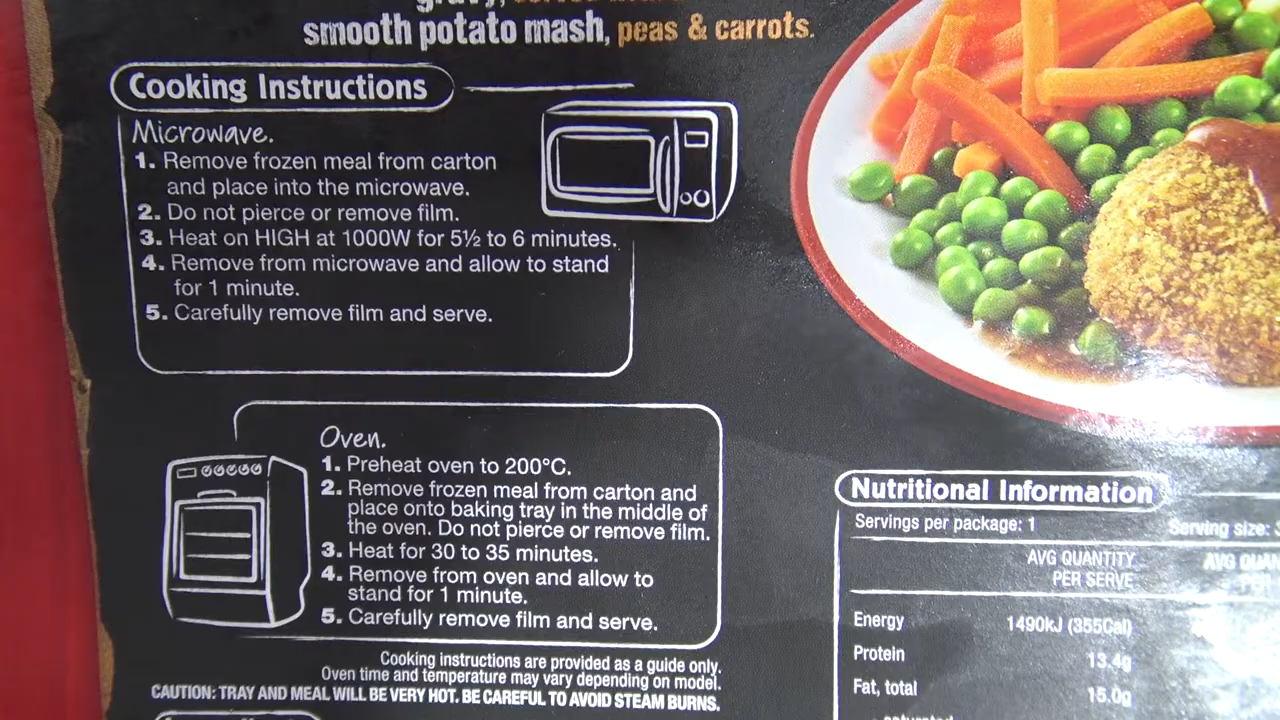 smooth potato mash, peas & carrots.
Cooking Instructions
Microwave.
1. Remove frozen meal from carton
and place into the microwave.
2. Do not pierce or remove film.
3. Heat on HIGH at 1000W for 5½ to 6 minutes.
4. Remove from microwave and allow to stand
for 1 minute.
5. Carefully remove film and serve.
Oven.
1. Preheat oven to 200°C.
2. Remove frozen meal from carton and
place onto baking tray in the middle of
the oven. Do not pierce or remove film.
3. Heat for 30 to 35 minutes.
4. Remove from oven and allow to
stand for 1 minute.
5. Carefully remove film and serve.
Cooking instructions are provided as a guide only.
Oven time and temperature may vary depending on model.
CAUTION: TRAY AND MEAL WILL BE VERY HOT. BE CAREFUL TO AVOID STEAM BURNS.
Nutritional Information
Servings per package: 1 Serving size:
AVG QUANTITY AVG QUAN
PER SERVE PER
Energy 1490kJ (355Cal)
Protein 13.4g
Fat, total 15.0g